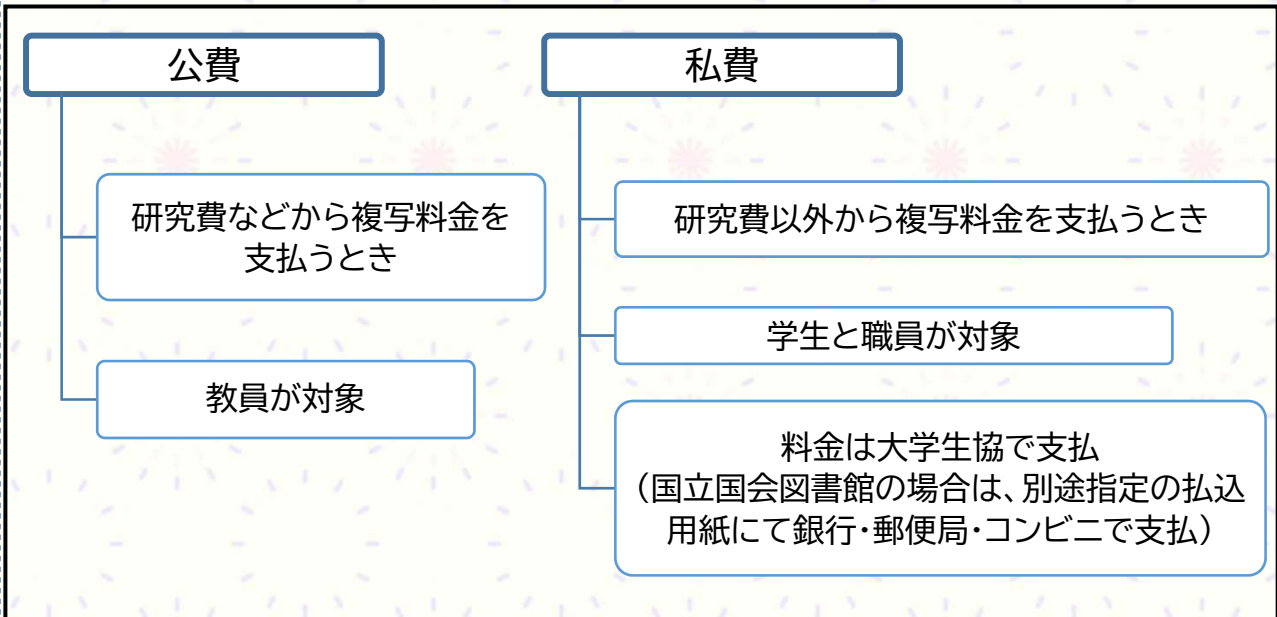 公費
研究費などから複写料金を
支払うとき
教員が対象
私費
研究費以外から複写料金を支払うとき
学生と職員が対象
料金は大学生協で支払
（国立国会図書館の場合は、別途指定の払込
用紙にて銀行・郵便局・コンビニで支払）